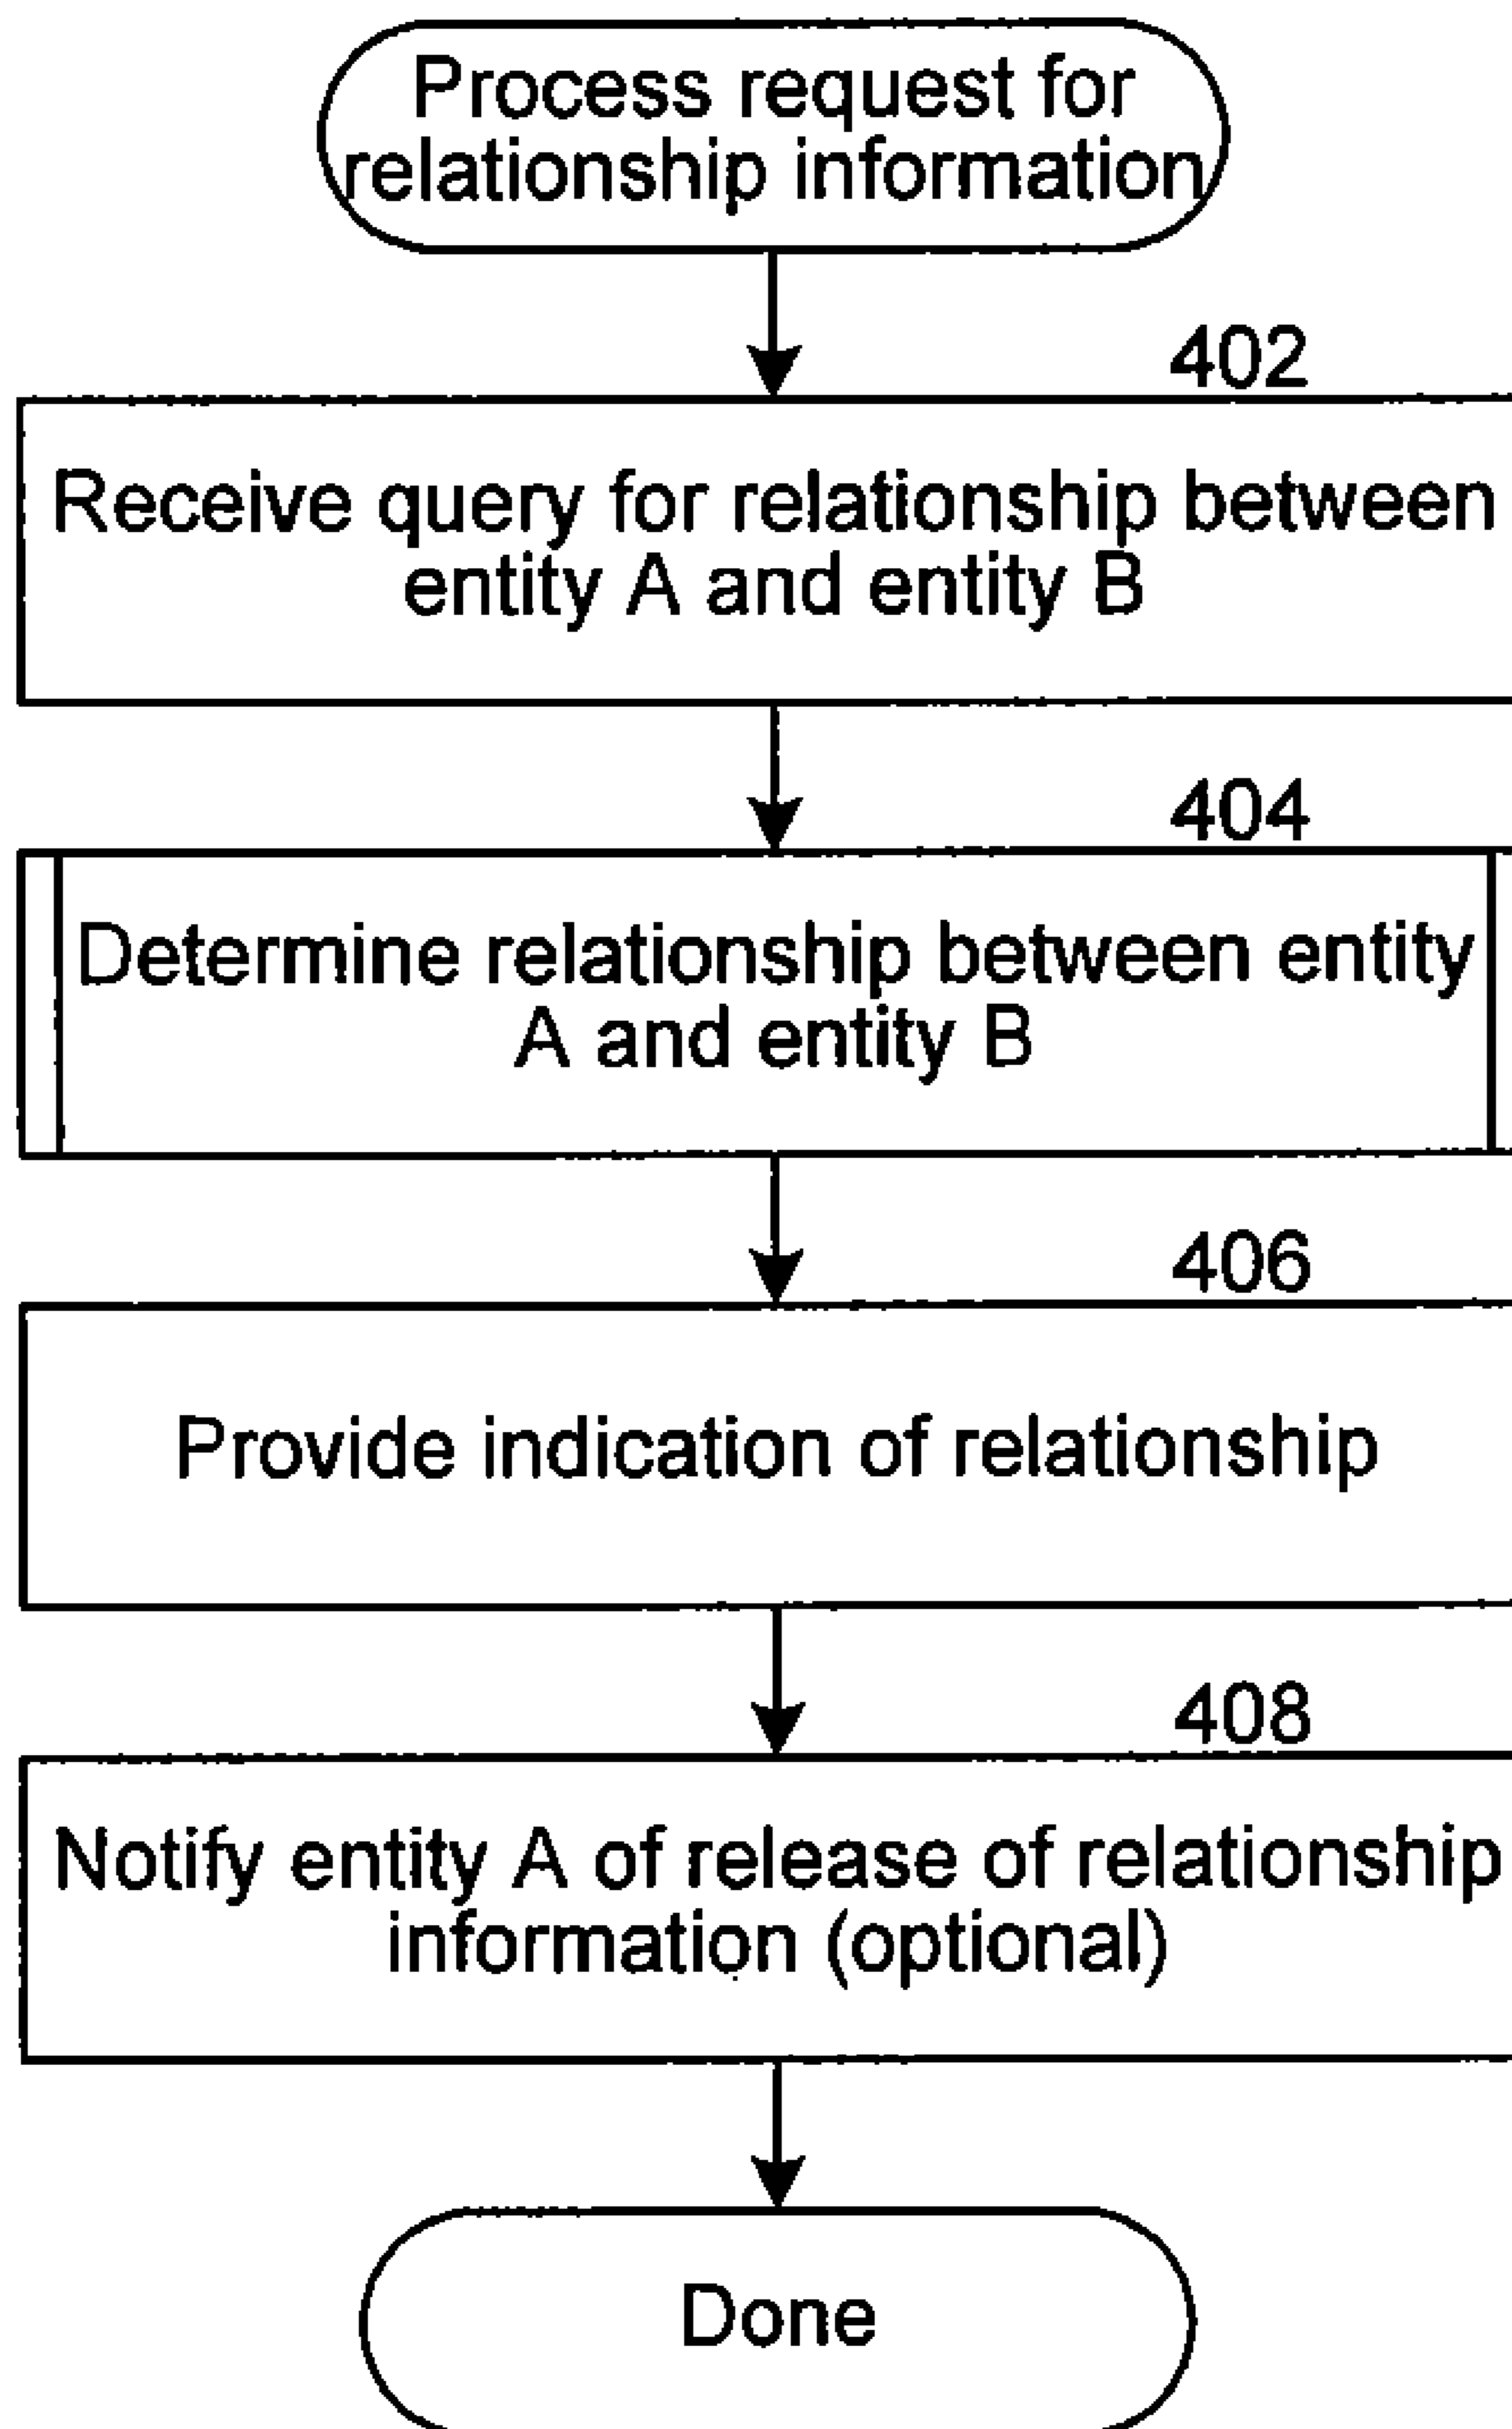 Process request for
relationship information
402
Receive query for relationship between
entity A and entity B
404
Determine relationship between entity
A and entity B
406
Provide indication of relationship
408
Notify entity A of release of relationship
information (optional)
Done